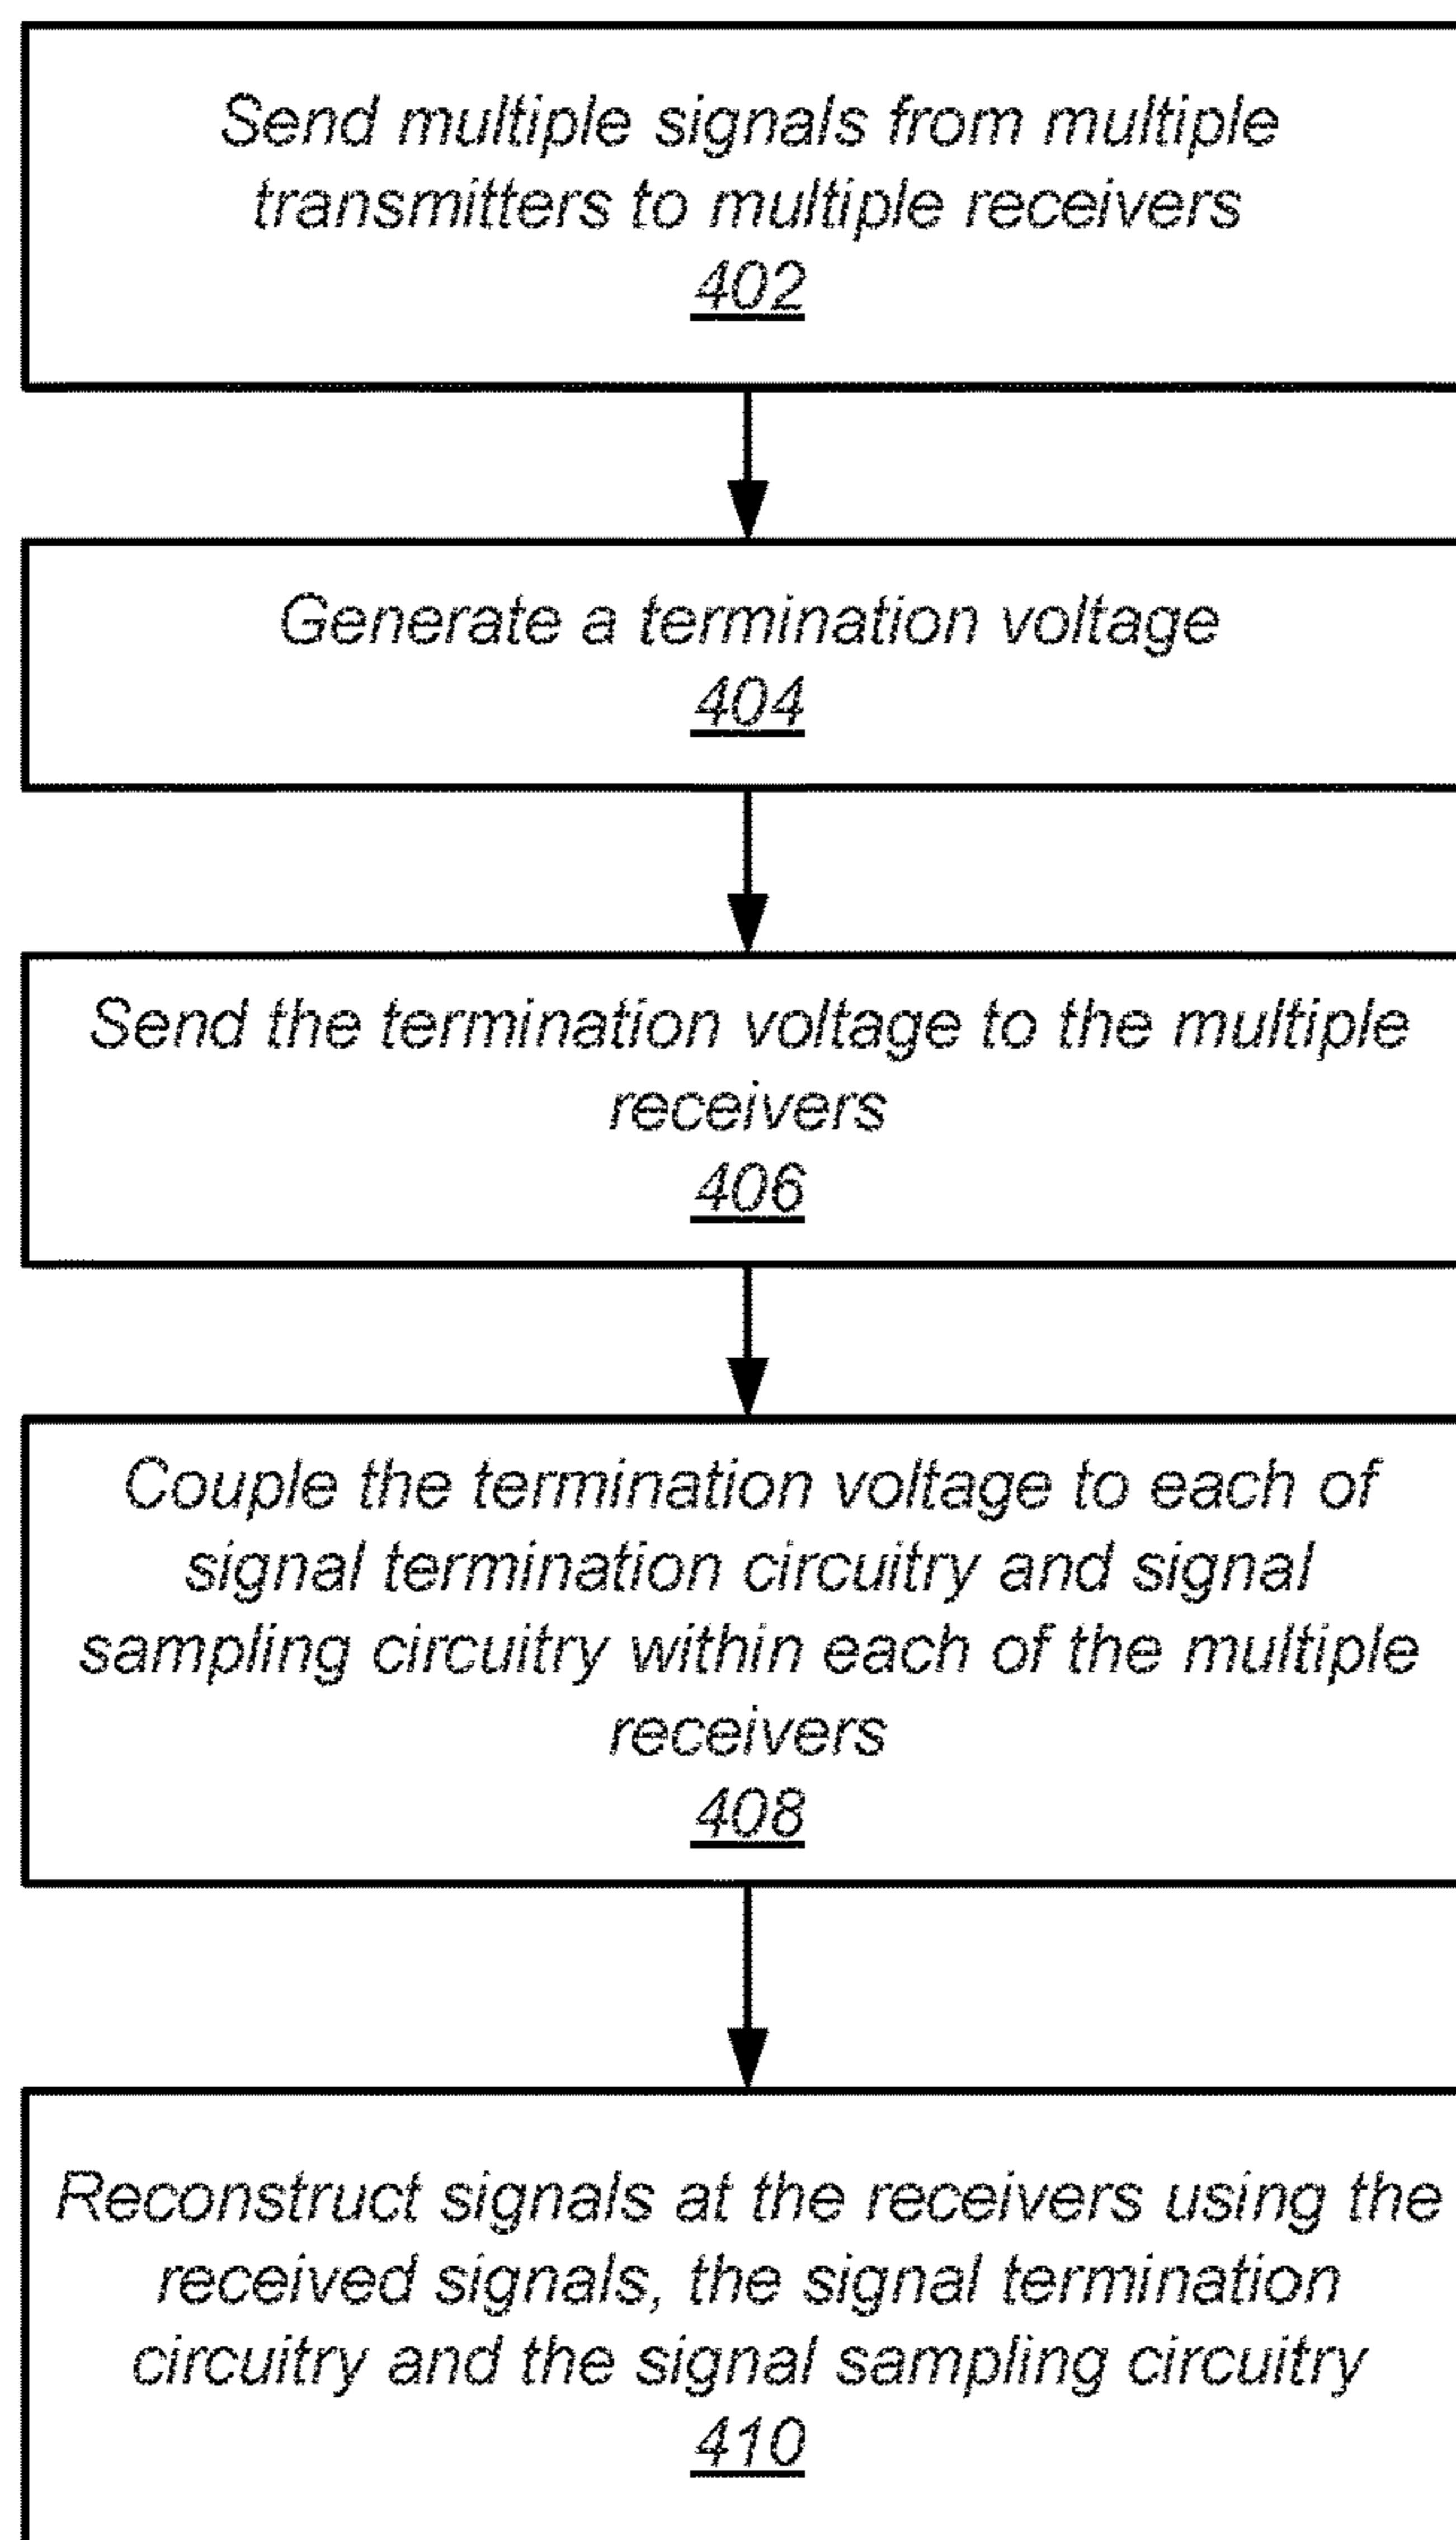 Send multiple signals from multiple
transmitters to multiple receivers
402
Generate a termination voltage
404
Send the termination voltage to the multiple
receivers
406
Couple the termination voltage to each of
signal termination circuitry and signal
sampling circuitry within each of the multiple
receivers
408
Reconstruct signals at the receivers using the
received signals, the signal termination
circuitry and the signal sampling circuitry
410